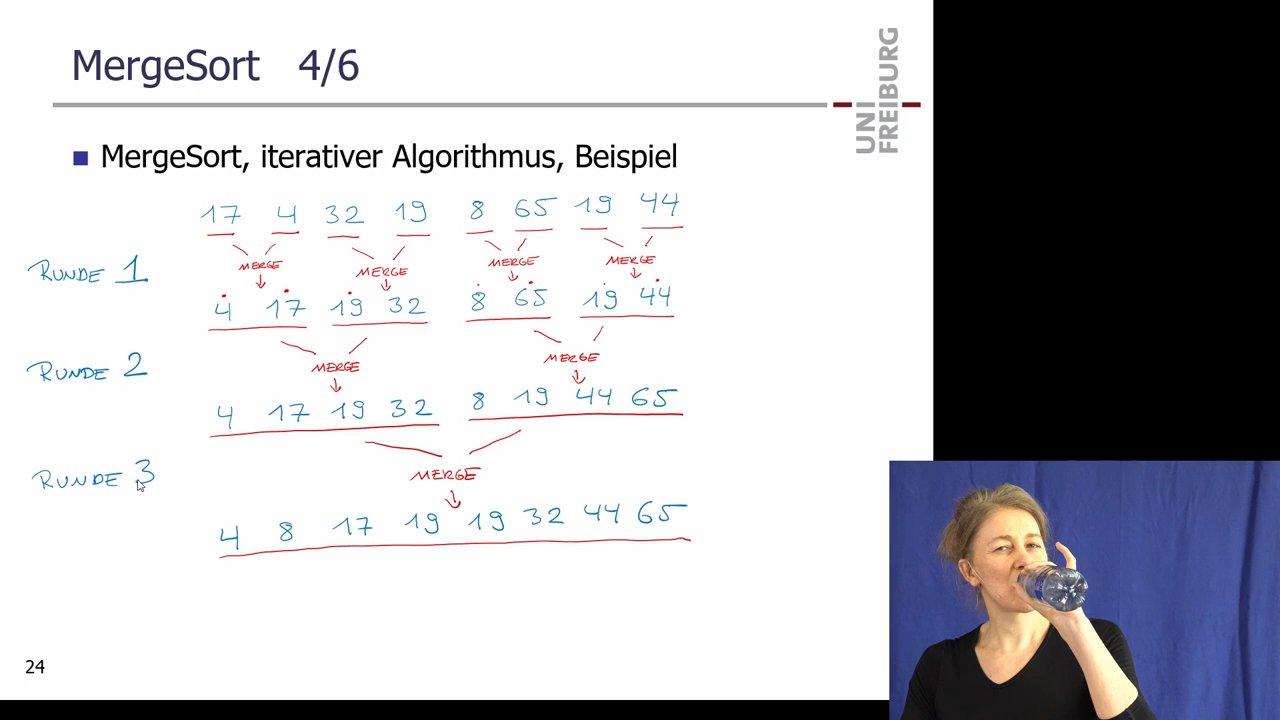 MergeSort 4/6
UNI
FREIBURG
MergeSort, iterativer Algorithmus, Beispiel
17 4 32 19 8 65 19 44
RUNDE 1
MERGE MERGE MERGE MERGE
4 17 19 32 8 65 19 44
RUNDE 2
MERGE MERGE
4 17 19 32 8 19 44 65
RUNDE 3
MERGE
4 8 17 19 19 32 44 65
24